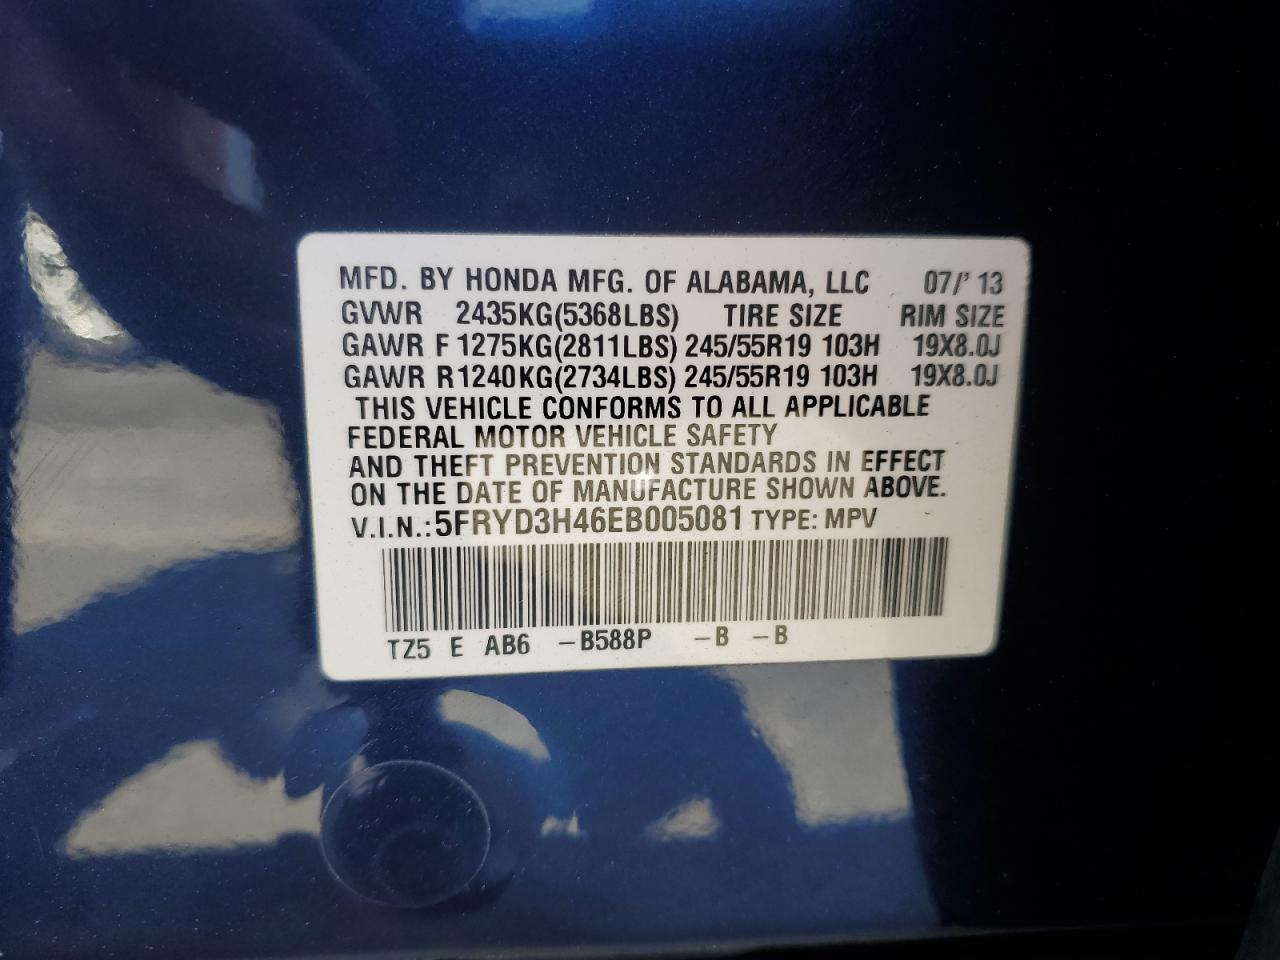 MFD. BY HONDA MFG. OF ALABAMA, LLC 07/' 13
GVWR 2435KG(5368LBS) TIRE SIZE RIM SIZE
GAWR F 1275KG(2811LBS) 245/55R19 103H 19X8.0J
GAWR R 1240KG(2734LBS) 245/55R19 103H 19X8.0J
THIS VEHICLE CONFORMS TO ALL APPLICABLE
FEDERAL MOTOR VEHICLE SAFETY
AND THEFT PREVENTION STANDARDS IN EFFECT
ON THE DATE OF MANUFACTURE SHOWN ABOVE.
V.I.N.: 5FRYD3H46EB005081 TYPE: MPV
TZ5 E AB6 -B588P -B -B